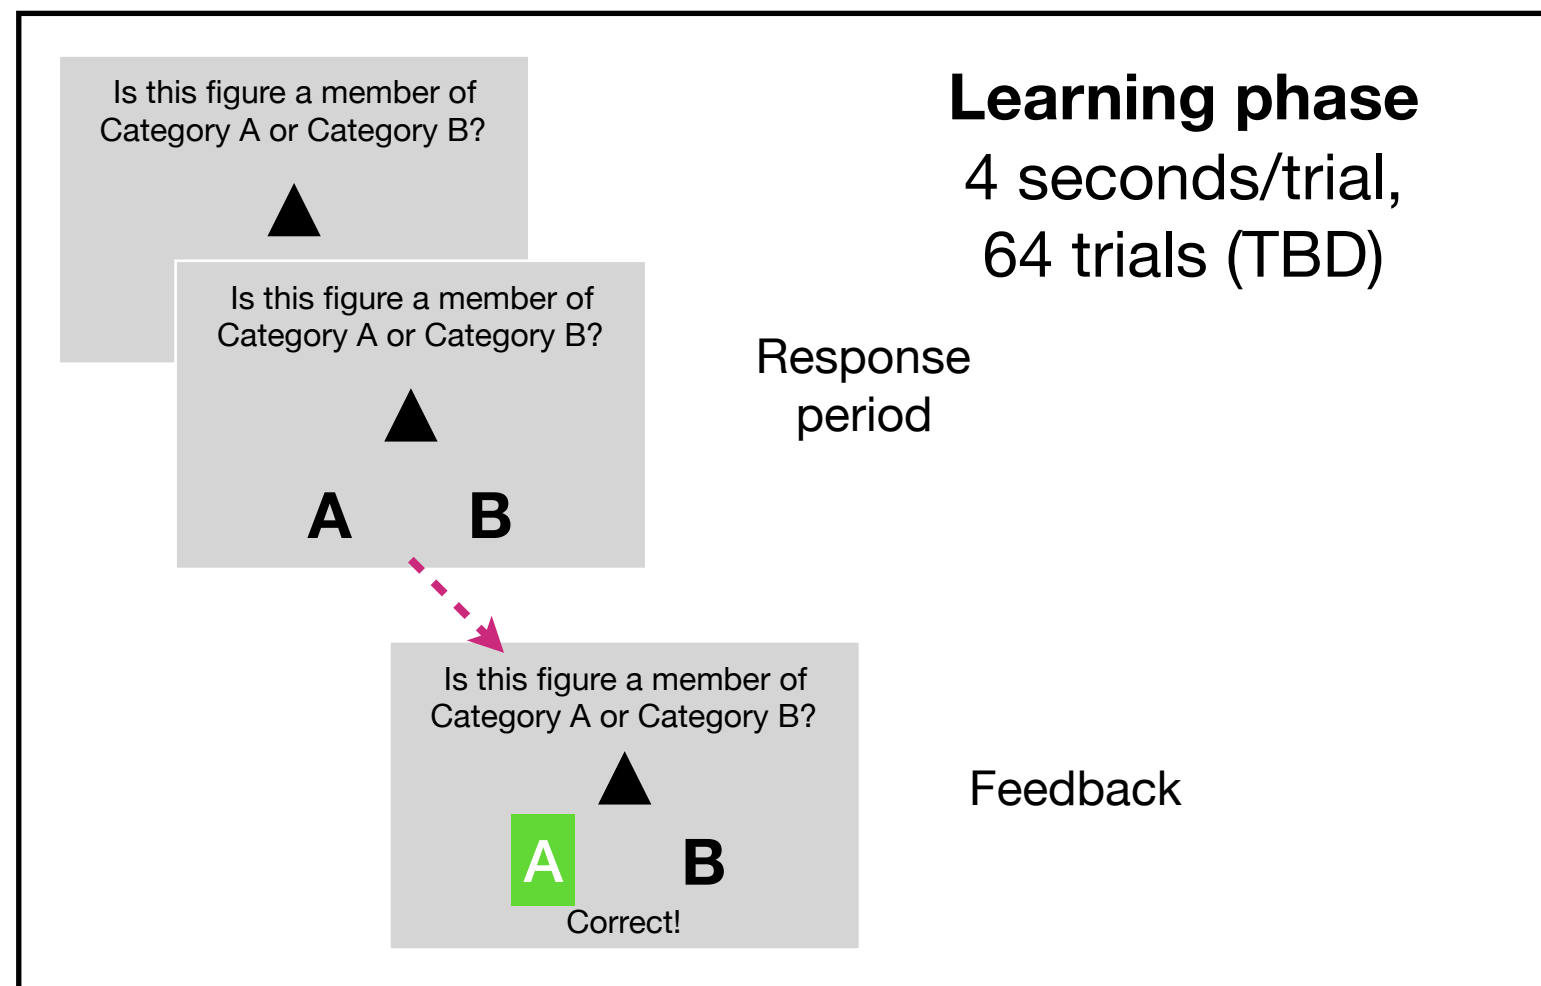 Is this figure a member of
Category A or Category B?
Learning phase
4 seconds/trial,
64 trials (TBD)
Is this figure a member of
Category A or Category B?
A B
Response
period
Is this figure a member of
Category A or Category B?
A B
Correct!
Feedback